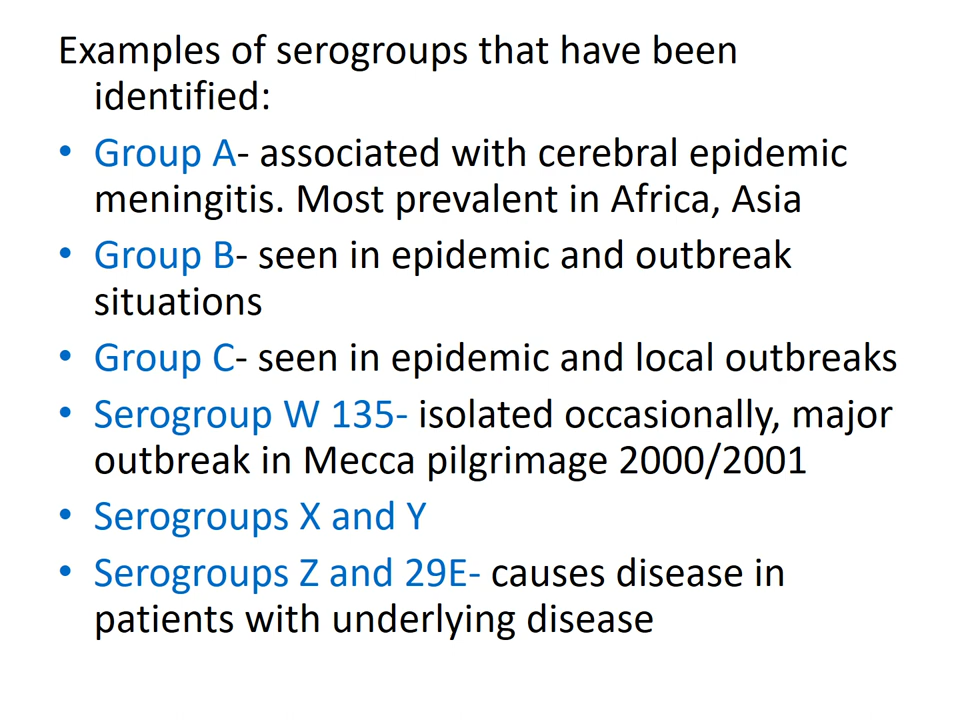 Examples of serogroups that have been
identified:
• Group A- associated with cerebral epidemic
meningitis. Most prevalent in Africa, Asia
• Group B- seen in epidemic and outbreak
situations
• Group C- seen in epidemic and local outbreaks
• Serogroup W 135- isolated occasionally, major
outbreak in Mecca pilgrimage 2000/2001
• Serogroups X and Y
• Serogroups Z and 29E- causes disease in
patients with underlying disease